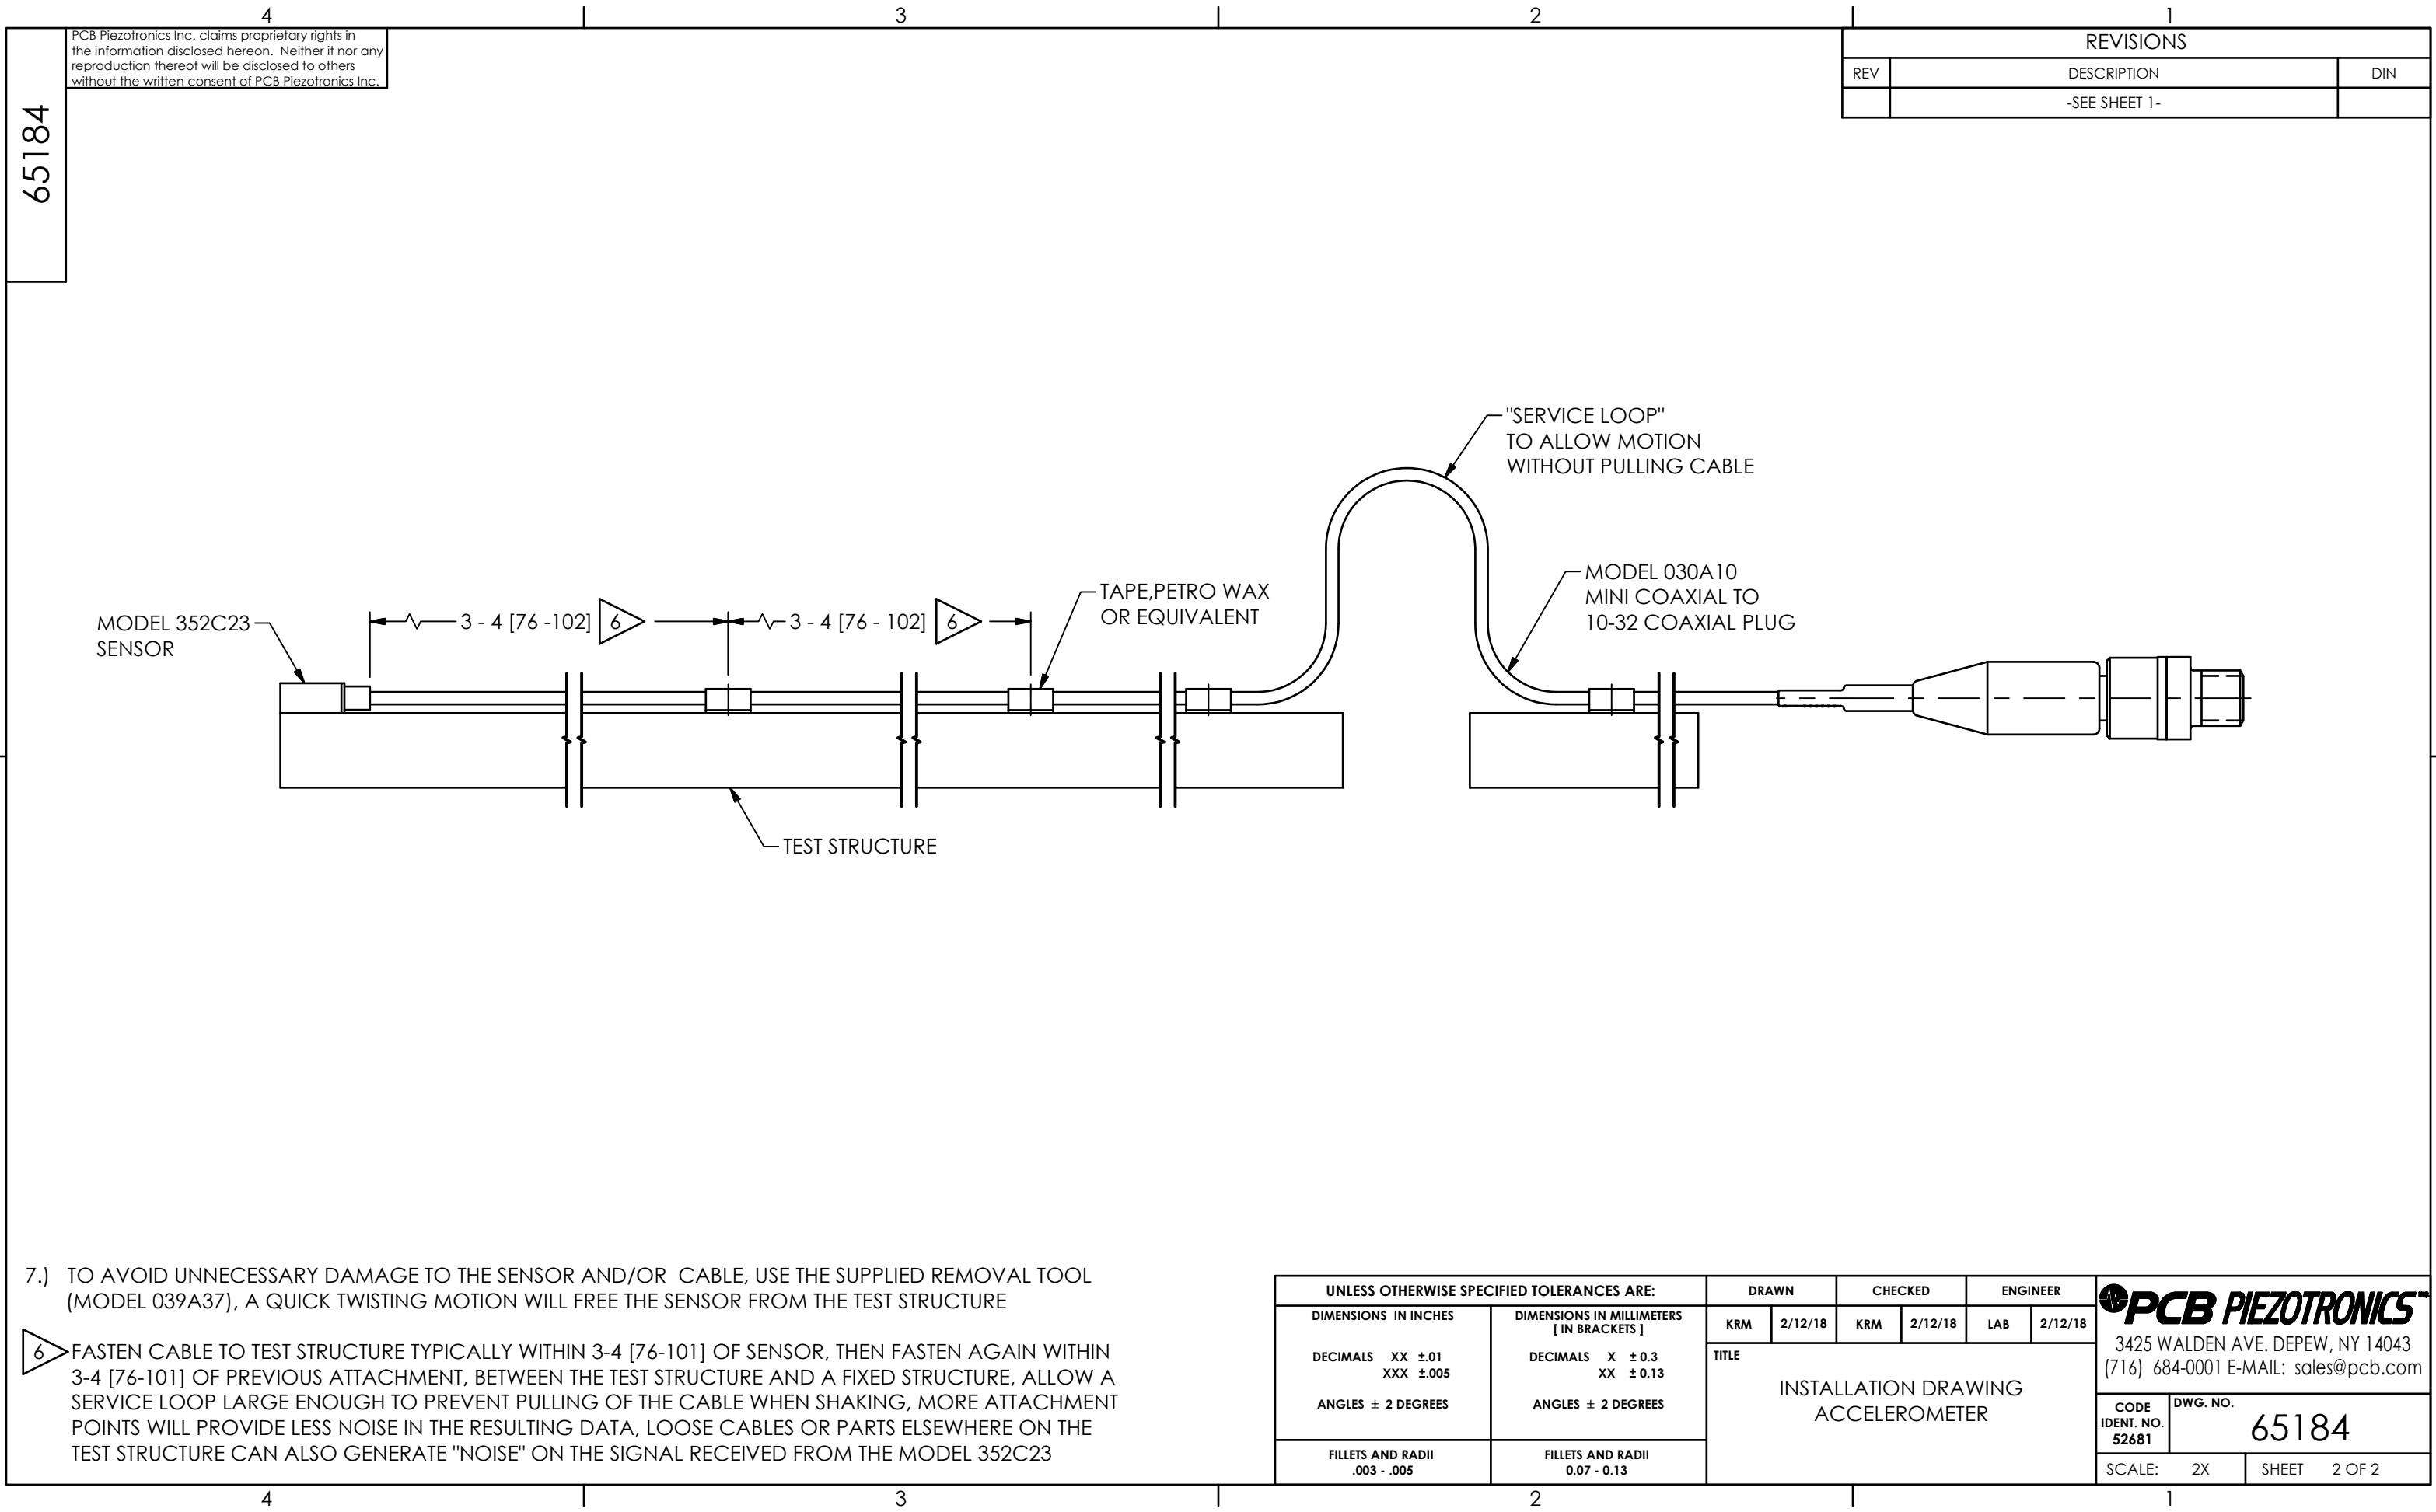 4
3
2
1
PCB Piezotronics Inc. claims proprietary rights in
the information disclosed hereon. Neither it nor any
reproduction thereof will be disclosed to others
without the written consent of PCB Piezotronics Inc.
65184
REVISIONS
REV
DESCRIPTION
DIN
-SEE SHEET 1-
"SERVICE LOOP"
TO ALLOW MOTION
WITHOUT PULLING CABLE
MODEL 030A10
MINI COAXIAL TO
10-32 COAXIAL PLUG
TAPE,PETRO WAX
OR EQUIVALENT
MODEL 352C23
SENSOR
3 - 4 [76 -102] 6
3 - 4 [76 - 102] 6
TEST STRUCTURE
7.) TO AVOID UNNECESSARY DAMAGE TO THE SENSOR AND/OR CABLE, USE THE SUPPLIED REMOVAL TOOL
(MODEL 039A37), A QUICK TWISTING MOTION WILL FREE THE SENSOR FROM THE TEST STRUCTURE
6 FASTEN CABLE TO TEST STRUCTURE TYPICALLY WITHIN 3-4 [76-101] OF SENSOR, THEN FASTEN AGAIN WITHIN
3-4 [76-101] OF PREVIOUS ATTACHMENT, BETWEEN THE TEST STRUCTURE AND A FIXED STRUCTURE, ALLOW A
SERVICE LOOP LARGE ENOUGH TO PREVENT PULLING OF THE CABLE WHEN SHAKING, MORE ATTACHMENT
POINTS WILL PROVIDE LESS NOISE IN THE RESULTING DATA, LOOSE CABLES OR PARTS ELSEWHERE ON THE
TEST STRUCTURE CAN ALSO GENERATE "NOISE" ON THE SIGNAL RECEIVED FROM THE MODEL 352C23
UNLESS OTHERWISE SPECIFIED TOLERANCES ARE:
DIMENSIONS IN INCHES
DECIMALS XX ±.01
XXX ±.005
ANGLES ± 2 DEGREES
FILLETS AND RADII
.003 - .005
DIMENSIONS IN MILLIMETERS
[ IN BRACKETS ]
DECIMALS X ± 0.3
XX ± 0.13
ANGLES ± 2 DEGREES
FILLETS AND RADII
0.07 - 0.13
DRAWN
CHECKED
ENGINEER
KRM 2/12/18
KRM 2/12/18
LAB 2/12/18
TITLE
INSTALLATION DRAWING
ACCELEROMETER
PCB PIEZOTRONICS™
3425 WALDEN AVE. DEPEW, NY 14043
(716) 684-0001 E-MAIL: sales@pcb.com
CODE
IDENT. NO.
52681
DWG. NO.
65184
SCALE: 2X
SHEET 2 OF 2
4
3
2
1